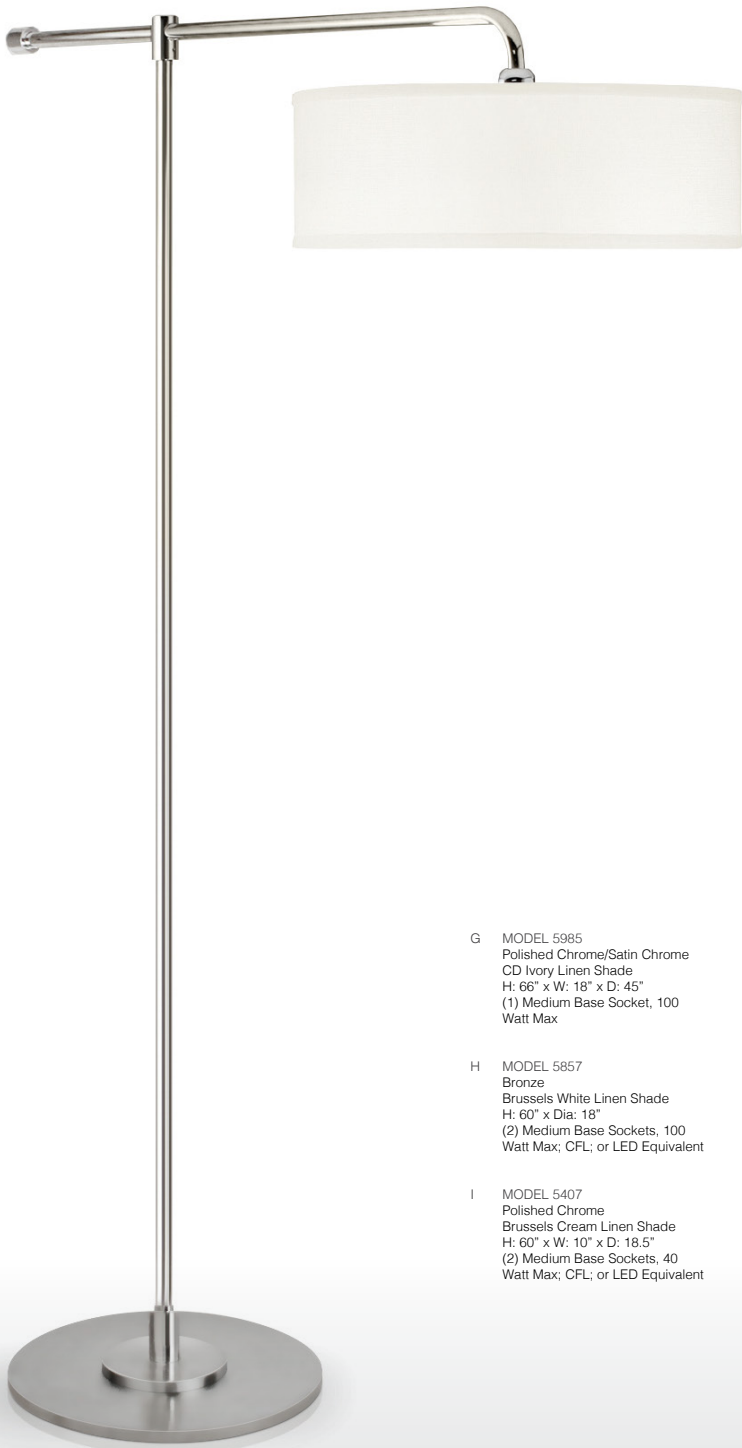 G MODEL 5985
Polished Chrome/Satin Chrome
CD Ivory Linen Shade
H: 66” x W: 18” x D: 45”
(1) Medium Base Socket, 100
Watt Max
H MODEL 5857
Bronze
Brussels White Linen Shade
H: 60” x Dia: 18”
(2) Medium Base Sockets, 100
Watt Max; CFL; or LED Equivalent
I MODEL 5407
Polished Chrome
Brussels Cream Linen Shade
H: 60” x W: 10” x D: 18.5”
(2) Medium Base Sockets, 40
Watt Max; CFL; or LED Equivalent